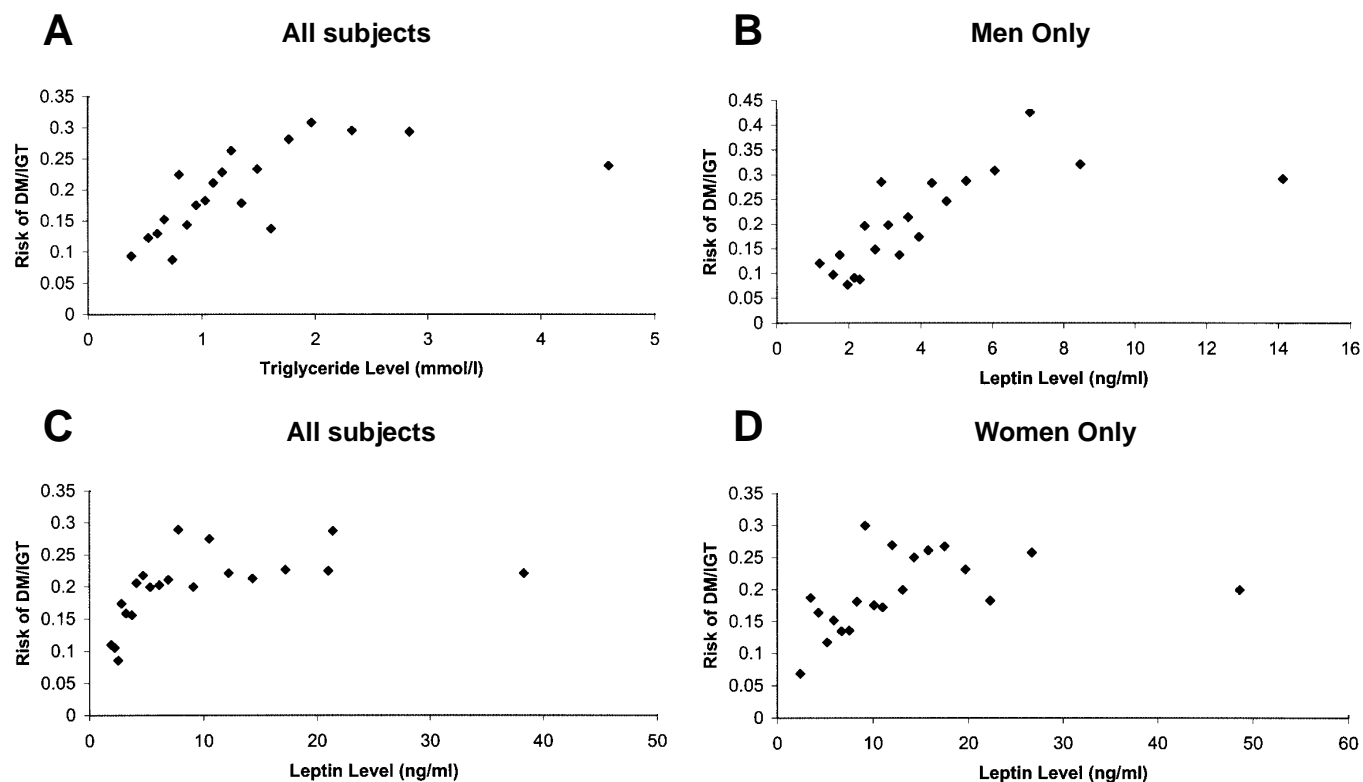 A
All subjects
Risk of DM/IGT
0.35
0.3
0.25
0.2
0.15
0.1
0.05
0
0 1 2 3 4 5
Triglyceride Level (mmol/l)
B
Men Only
Risk of DM/IGT
0.45
0.4
0.35
0.3
0.25
0.2
0.15
0.1
0.05
0
0 2 4 6 8 10 12 14 16
Leptin Level (ng/ml)
C
All subjects
Risk of DM/IGT
0.35
0.3
0.25
0.2
0.15
0.1
0.05
0
0 10 20 30 40 50
Leptin Level (ng/ml)
D
Women Only
Risk of DM/IGT
0.35
0.3
0.25
0.2
0.15
0.1
0.05
0
0 10 20 30 40 50 60
Leptin Level (ng/ml)